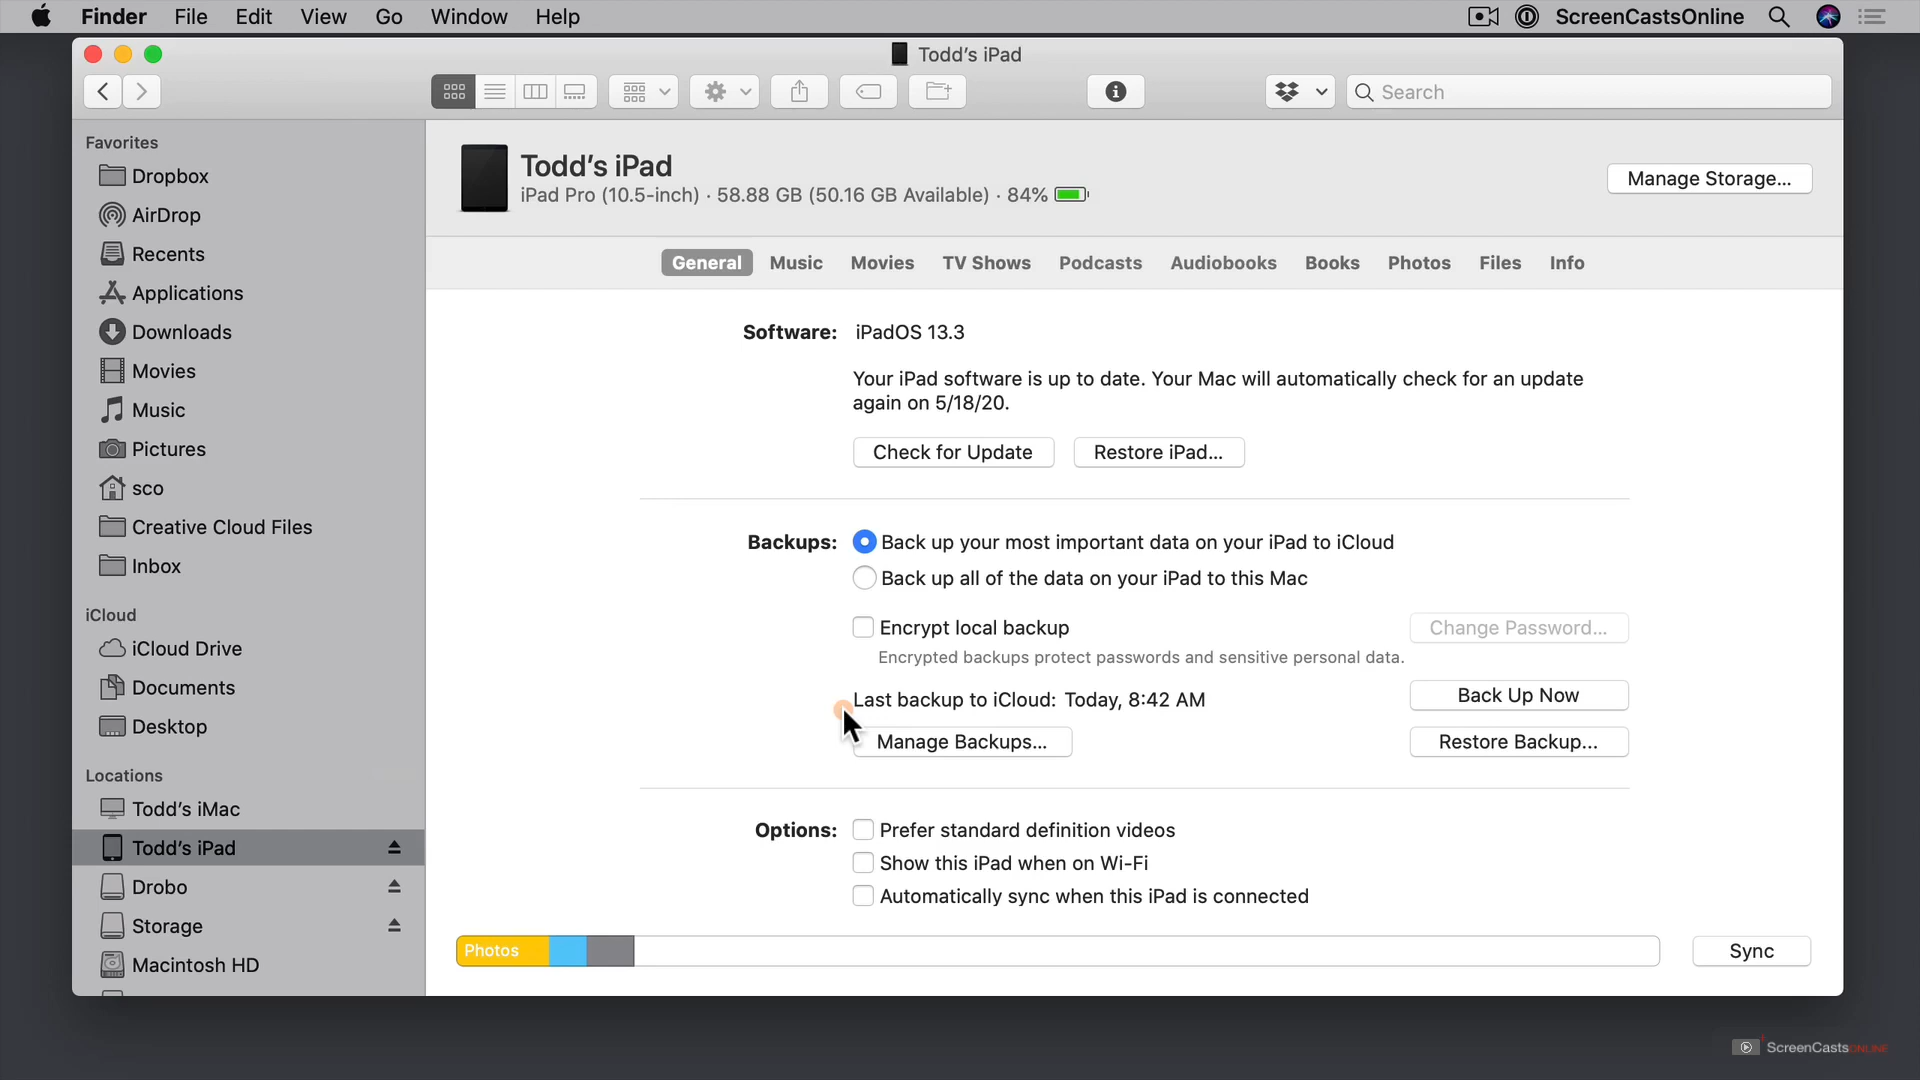 Finder File Edit View Go Window Help ScreenCastsOnline
Todd's iPad
Search
Favorites
Dropbox
AirDrop
Recents
Applications
Downloads
Movies
Music
Pictures
sco
Creative Cloud Files
Inbox
iCloud
iCloud Drive
Documents
Desktop
Locations
Todd's iMac
Todd's iPad
Drobo
Storage
Macintosh HD
Todd's iPad
iPad Pro (10.5-inch) · 58.88 GB (50.16 GB Available) · 84%
Manage Storage...
General Music Movies TV Shows Podcasts Audiobooks Books Photos Files Info
Software: iPadOS 13.3
Your iPad software is up to date. Your Mac will automatically check for an update
again on 5/18/20.
Check for Update Restore iPad...
Backups: Back up your most important data on your iPad to iCloud
Back up all of the data on your iPad to this Mac
Encrypt local backup Change Password...
Encrypted backups protect passwords and sensitive personal data.
Last backup to iCloud: Today, 8:42 AM Back Up Now
Manage Backups... Restore Backup...
Options: Prefer standard definition videos
Show this iPad when on Wi-Fi
Automatically sync when this iPad is connected
Photos Sync
ScreenCastsONLINE